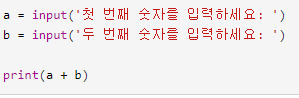 a = input('첫 번째 숫자를 입력하세요: ')
b = input('두 번째 숫자를 입력하세요: ')
print(a + b)